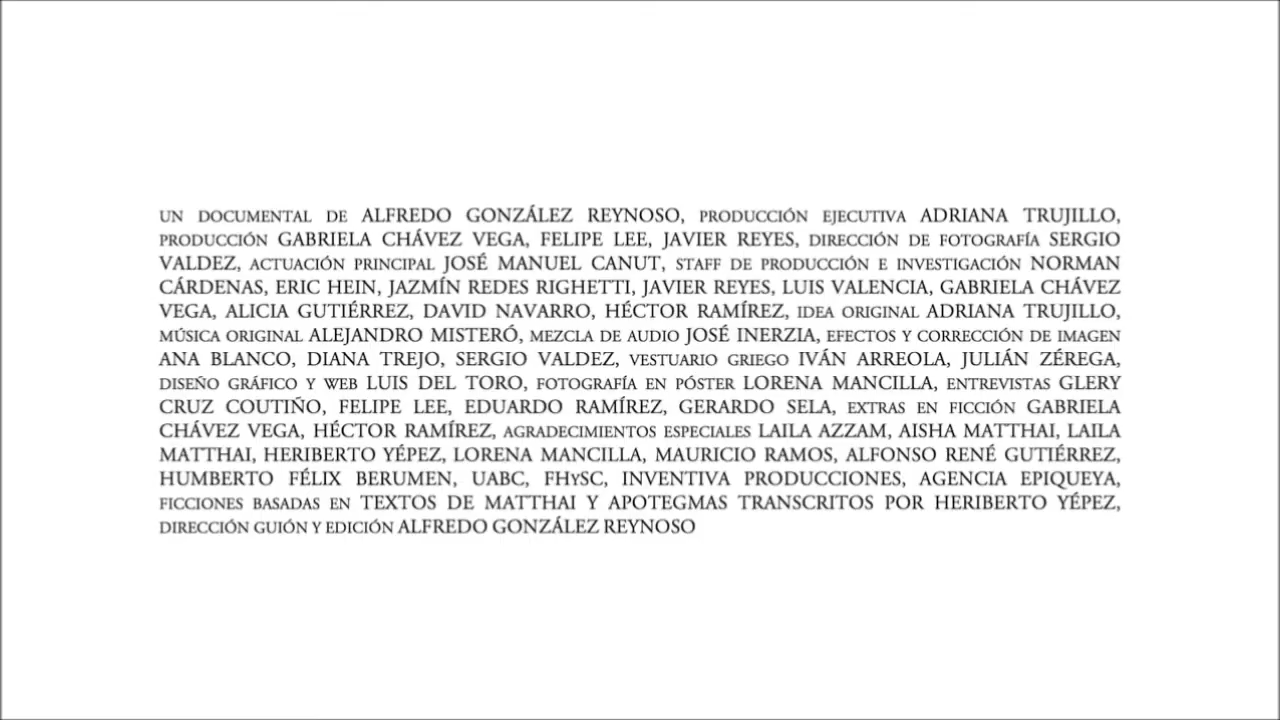 UN DOCUMENTAL DE ALFREDO GONZÁLEZ REYNOSO, PRODUCCIÓN EJECUTIVA ADRIANA TRUJILLO,
PRODUCCIÓN GABRIELA CHÁVEZ VEGA, FELIPE LEE, JAVIER REYES, DIRECCIÓN DE FOTOGRAFÍA SERGIO
VALDEZ, ACTUACIÓN PRINCIPAL JOSÉ MANUEL CANUT, STAFF DE PRODUCCIÓN E INVESTIGACIÓN NORMAN
CÁRDENAS, ERIC HEIN, JAZMÍN REDES RIGHETTI, JAVIER REYES, LUIS VALENCIA, GABRIELA CHÁVEZ
VEGA, ALICIA GUTIÉRREZ, DAVID NAVARRO, HÉCTOR RAMÍREZ, IDEA ORIGINAL ADRIANA TRUJILLO,
MÚSICA ORIGINAL ALEJANDRO MISTERÓ, MEZCLA DE AUDIO JOSÉ INERZIA, EFECTOS Y CORRECCIÓN DE IMAGEN
ANA BLANCO, DIANA TREJO, SERGIO VALDEZ, VESTUARIO GRIEGO IVÁN ARREOLA, JULIÁN ZÉREGA,
DISEÑO GRÁFICO Y WEB LUIS DEL TORO, FOTOGRAFÍA EN PÓSTER LORENA MANCILLA, ENTREVISTAS GLERY
CRUZ COUTIÑO, FELIPE LEE, EDUARDO RAMÍREZ, GERARDO SELA, EXTRAS EN FICCIÓN GABRIELA
CHÁVEZ VEGA, HÉCTOR RAMÍREZ, AGRADECIMIENTOS ESPECIALES LAILA AZZAM, AISHA MATTHAI, LAILA
MATTHAI, HERIBERTO YÉPEZ, LORENA MANCILLA, MAURICIO RAMOS, ALFONSO RENÉ GUTIÉRREZ,
HUMBERTO FÉLIX BERUMEN, UABC, FHySC, INVENTIVA PRODUCCIONES, AGENCIA EPIQUEYA,
FICCIONES BASADAS EN TEXTOS DE MATTHAI Y APOTEGMAS TRANSCRITOS POR HERIBERTO YÉPEZ,
DIRECCIÓN GUIÓN Y EDICIÓN ALFREDO GONZÁLEZ REYNOSO